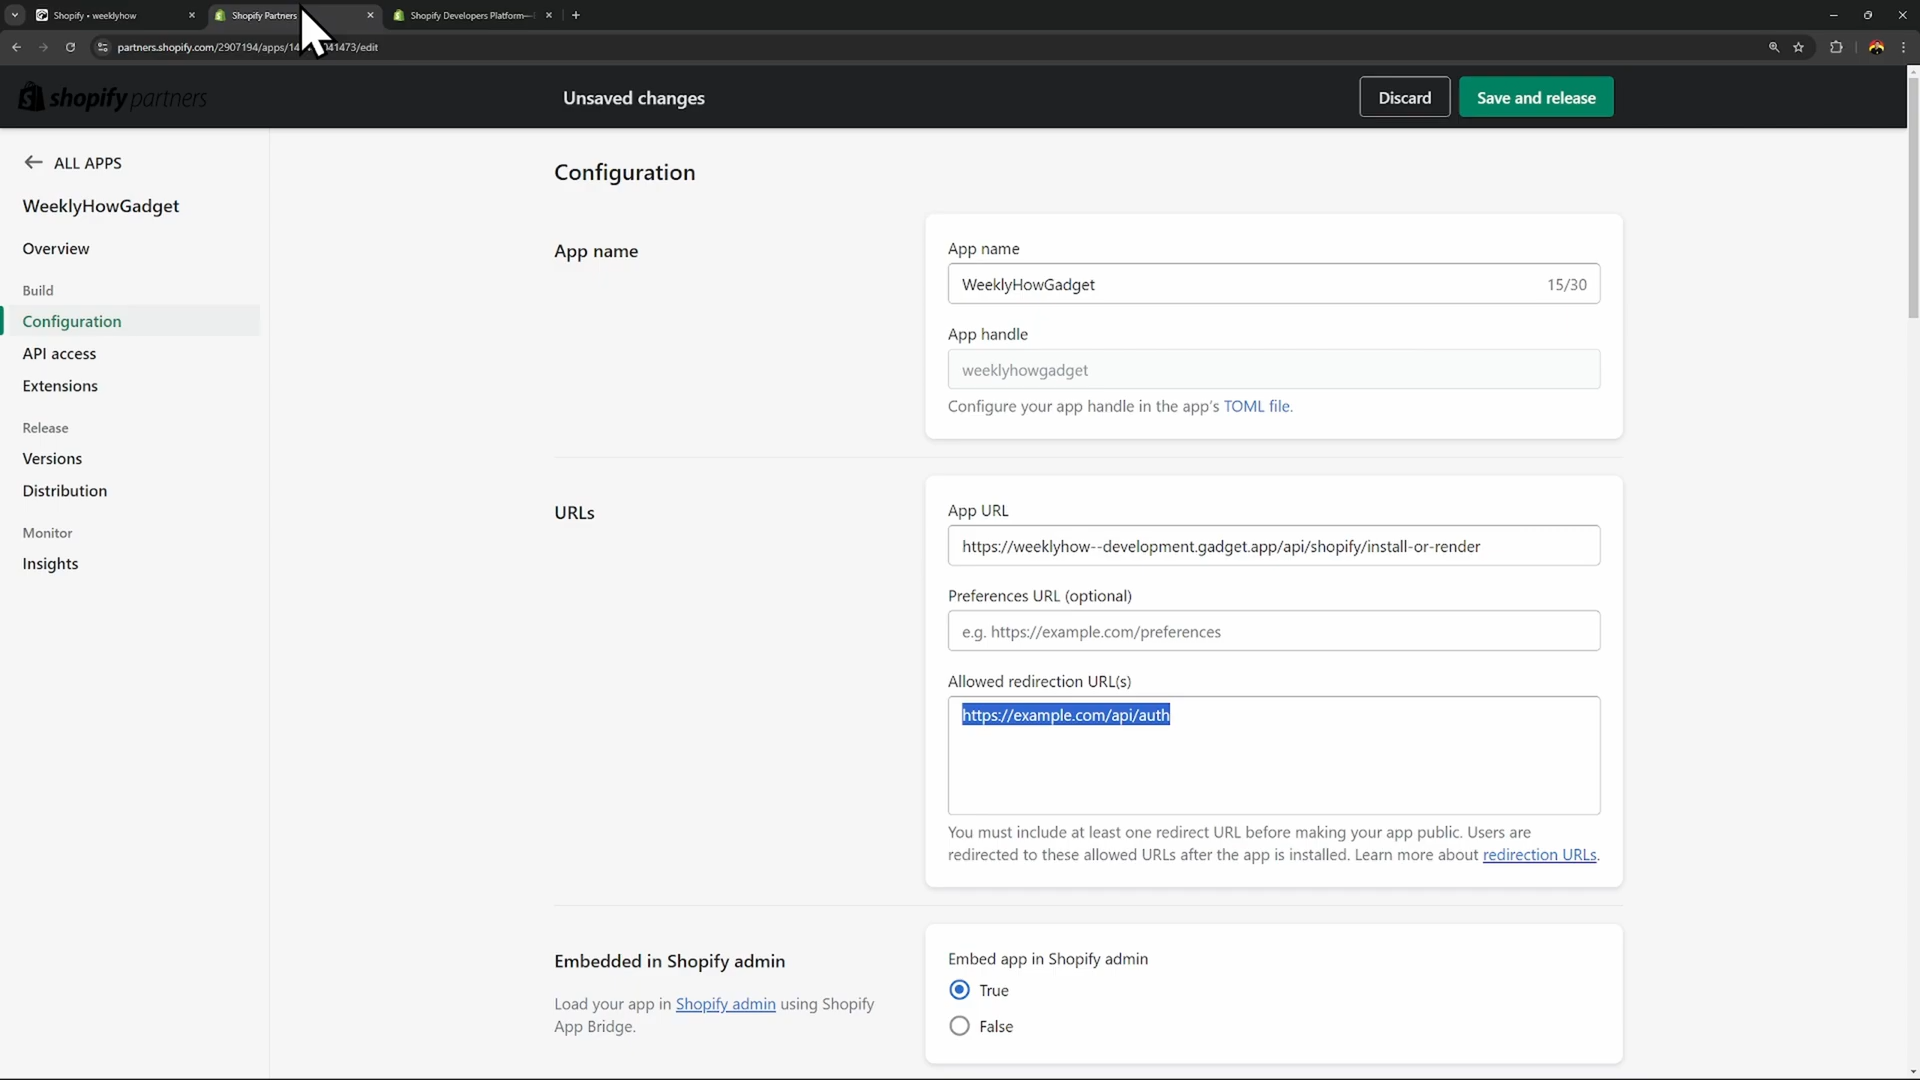 Shopify • weeklyhow
Shopify Partners
Shopify Developers Platform—
partners.shopify.com/2907194/apps/14 41473/edit
shopify partners
Unsaved changes
Discard
Save and release
ALL APPS
WeeklyHowGadget
Overview
Build
Configuration
API access
Extensions
Release
Versions
Distribution
Monitor
Insights
Configuration
App name
App name
WeeklyHowGadget
15/30
App handle
weeklyhowgadget
Configure your app handle in the app's TOML file.
URLs
App URL
https://weeklyhow--development.gadget.app/api/shopify/install-or-render
Preferences URL (optional)
e.g. https://example.com/preferences
Allowed redirection URL(s)
https://example.com/api/auth
You must include at least one redirect URL before making your app public. Users are
redirected to these allowed URLs after the app is installed. Learn more about redirection URLs.
Embedded in Shopify admin
Load your app in Shopify admin using Shopify
App Bridge.
Embed app in Shopify admin
True
False